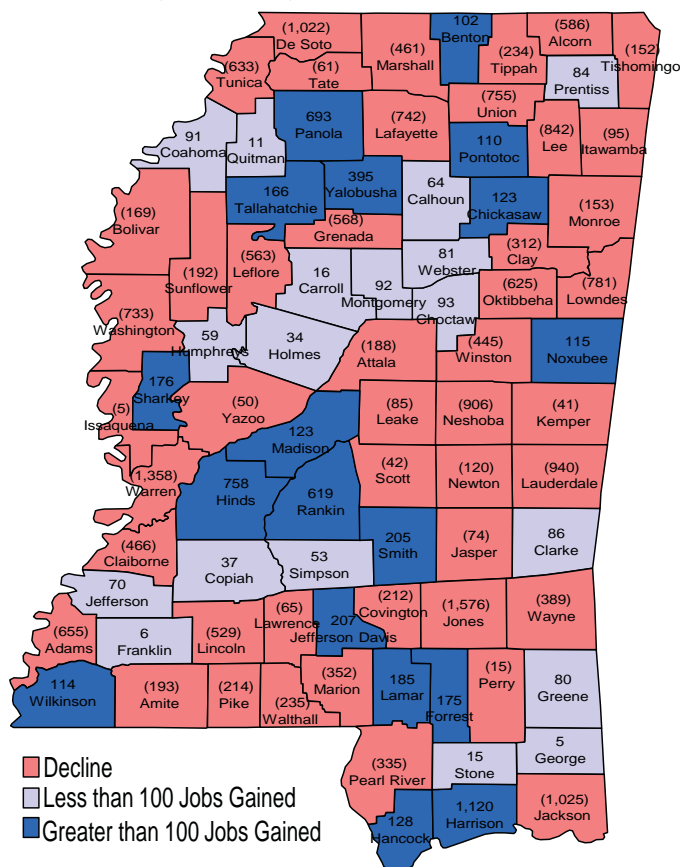 (1,022)
De Soto
(461)
Marshall
102
Benton
(234)
Tippah
(586)
Alcorn
(152)
Tishomingo
(633)
Tunica
(61)
Tate
84
Prentiss
693
Panola
(742)
Lafayette
(755)
Union
110
Pontotoc
(842)
Lee
(95)
Itawamba
91
Coahoma
11
Quitman
166
Tallahatchie
395
Yalobusha
64
Calhoun
123
Chickasaw
(153)
Monroe
(169)
Bolivar
(192)
Sunflower
(563)
Leflore
(568)
Grenada
81
Webster
(312)
Clay
16
Carroll
92
Montgomery
93
Choctaw
(625)
Oktibbeha
(781)
Lowndes
(733)
Washington
59
Humphreys
34
Holmes
(188)
Attala
(445)
Winston
115
Noxubee
176
Sharkey
(5)
Issaquena
(50)
Yazoo
(85)
Leake
(906)
Neshoba
(41)
Kemper
123
Madison
(1,358)
Warren
758
Hinds
619
Rankin
(42)
Scott
(120)
Newton
(940)
Lauderdale
205
Smith
(74)
Jasper
86
Clarke
(466)
Claiborne
37
Copiah
53
Simpson
70
Jefferson
(655)
Adams
6
Franklin
(529)
Lincoln
(65)
Lawrence
207
Jefferson Davis
(212)
Covington
(1,576)
Jones
(389)
Wayne
114
Wilkinson
(193)
Amite
(214)
Pike
(235)
Walthall
(352)
Marion
185
Lamar
175
Forrest
(15)
Perry
80
Greene
(335)
Pearl River
15
Stone
5
George
128
Hancock
1,120
Harrison
(1,025)
Jackson
Decline
Less than 100 Jobs Gained
Greater than 100 Jobs Gained